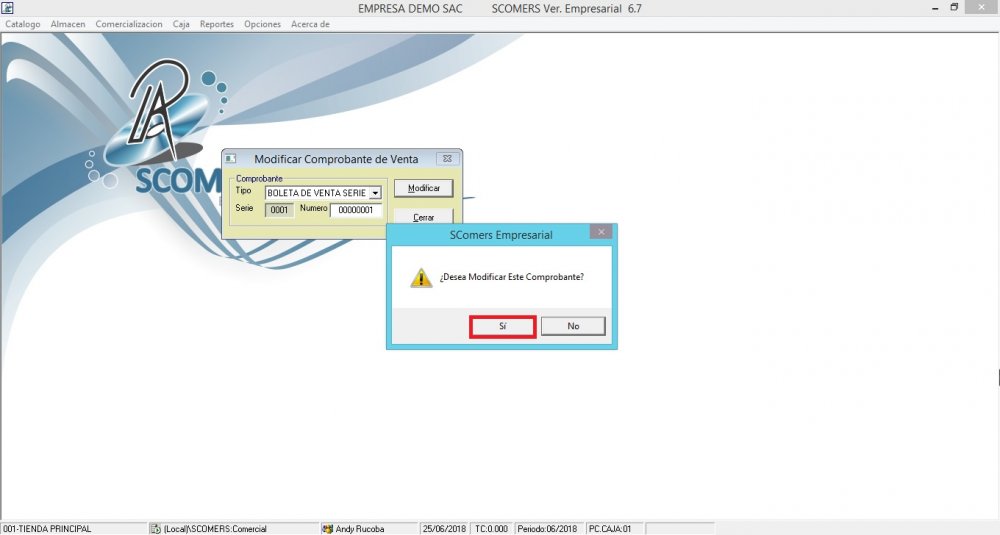 EMPRESA DEMO SAC SCOMERS Ver. Empresarial 6.7
Catalogo Almacen Comercializacion Caja Reportes Opciones Acerca de
SCOM
Modificar Comprobante de Venta
Comprobante
Tipo BOLETA DE VENTA SERIE Modificar
Serie 0001 Numero 00000001
Cerrar
SComers Empresarial
¿Desea Modificar Este Comprobante?
Sí No
001-TIENDA PRINCIPAL (Local)\SCOMERS:Comercial Andy Rucoba 25/06/2018 TC:0.000 Periodo:06/2018 PC.CAJA:01